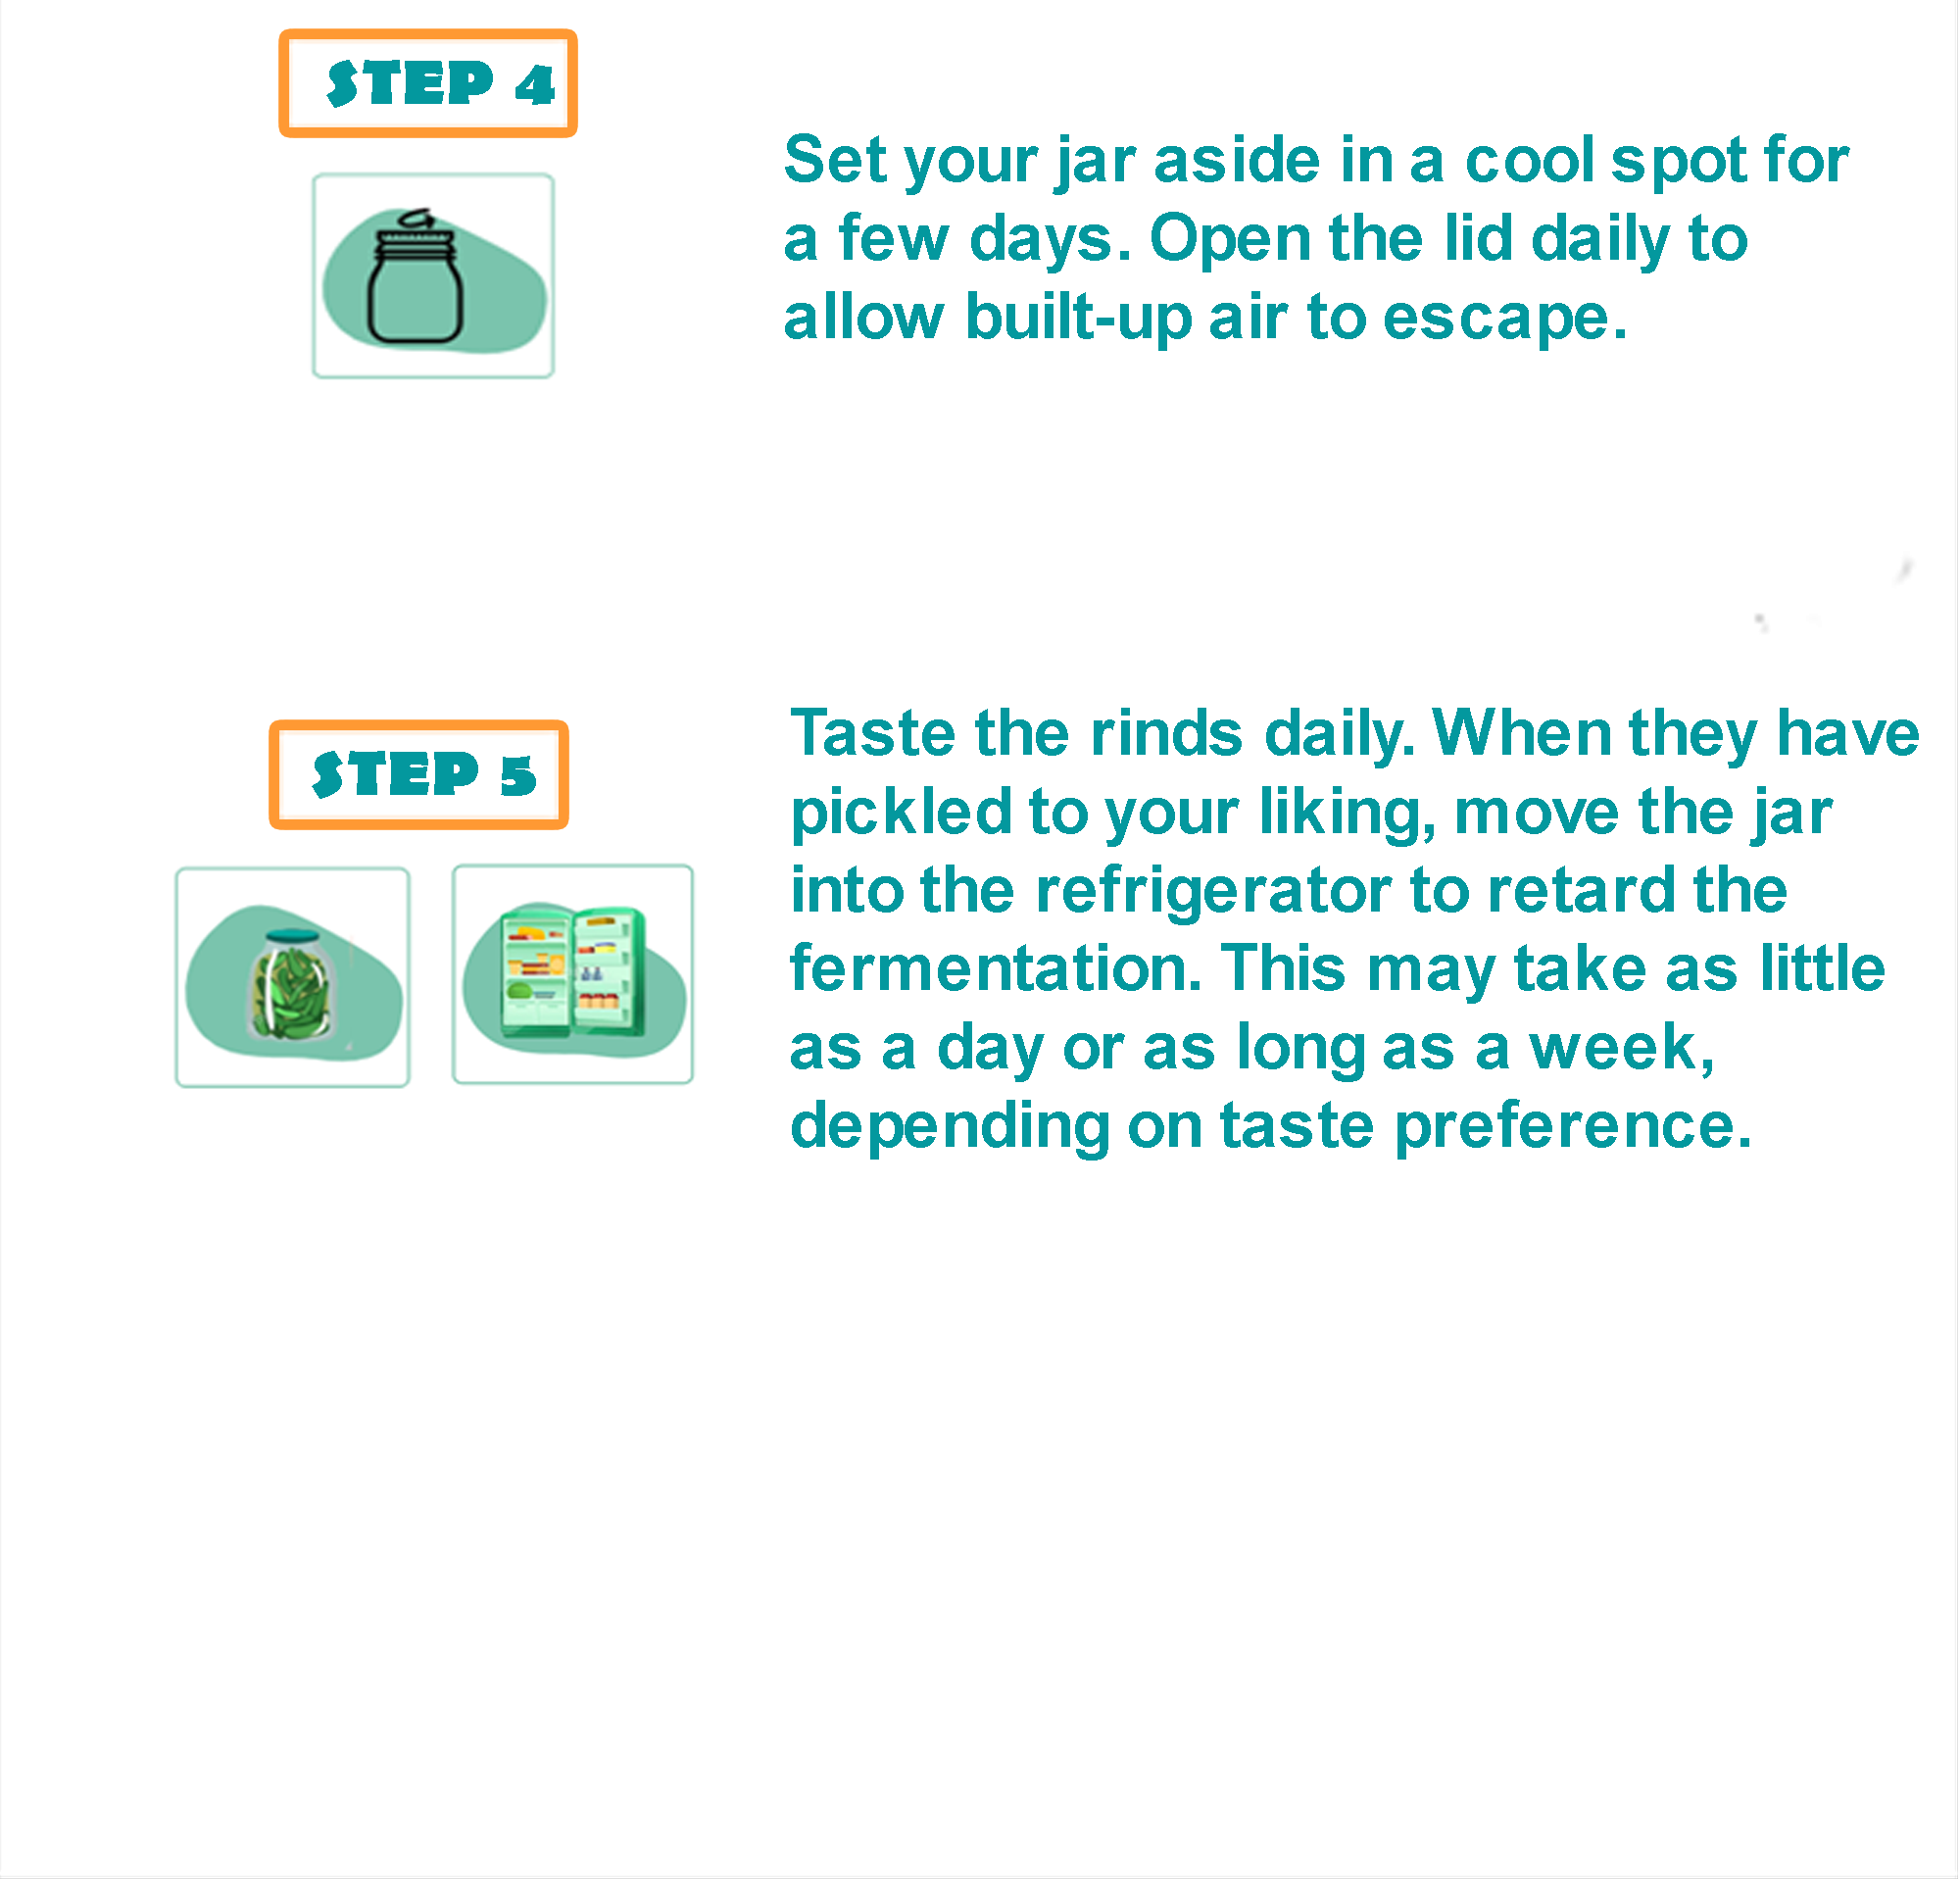 STEP 4
Set your jar aside in a cool spot for
a few days. Open the lid daily to
allow built-up air to escape.
STEP 5
Taste the rinds daily. When they have
pickled to your liking, move the jar
into the refrigerator to retard the
fermentation. This may take as little
as a day or as long as a week,
depending on taste preference.